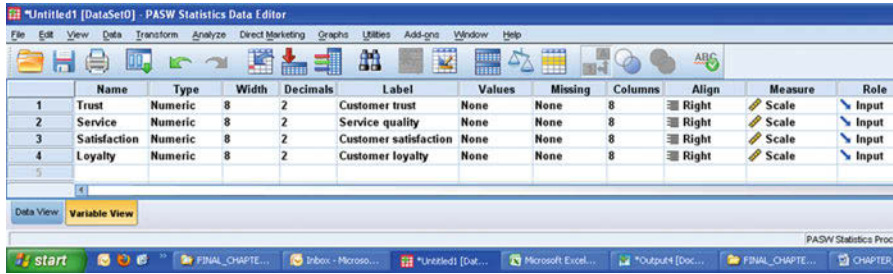 *Untitled1 [DataSet0] - PASW Statistics Data Editor
File Edit View Data Transform Analyze Direct Marketing Graphs Utilities Add-ons Window Help
ABC
Name Type Width Decimals Label Values Missing Columns Align Measure Role
1 Trust Numeric 8 2 Customer trust None None 8 Right Scale Input
2 Service Numeric 8 2 Service quality None None 8 Right Scale Input
3 Satisfaction Numeric 8 2 Customer satisfaction None None 8 Right Scale Input
4 Loyalty Numeric 8 2 Customer loyalty None None 8 Right Scale Input
5
Data View Variable View
PASW Statistics Proc
start FINAL_CHAPTE... Inbox - Microso... *Untitled1 [Dat... Microsoft Excel... *Output4 [Doc... FINAL_CHAPTE... CHAPTER